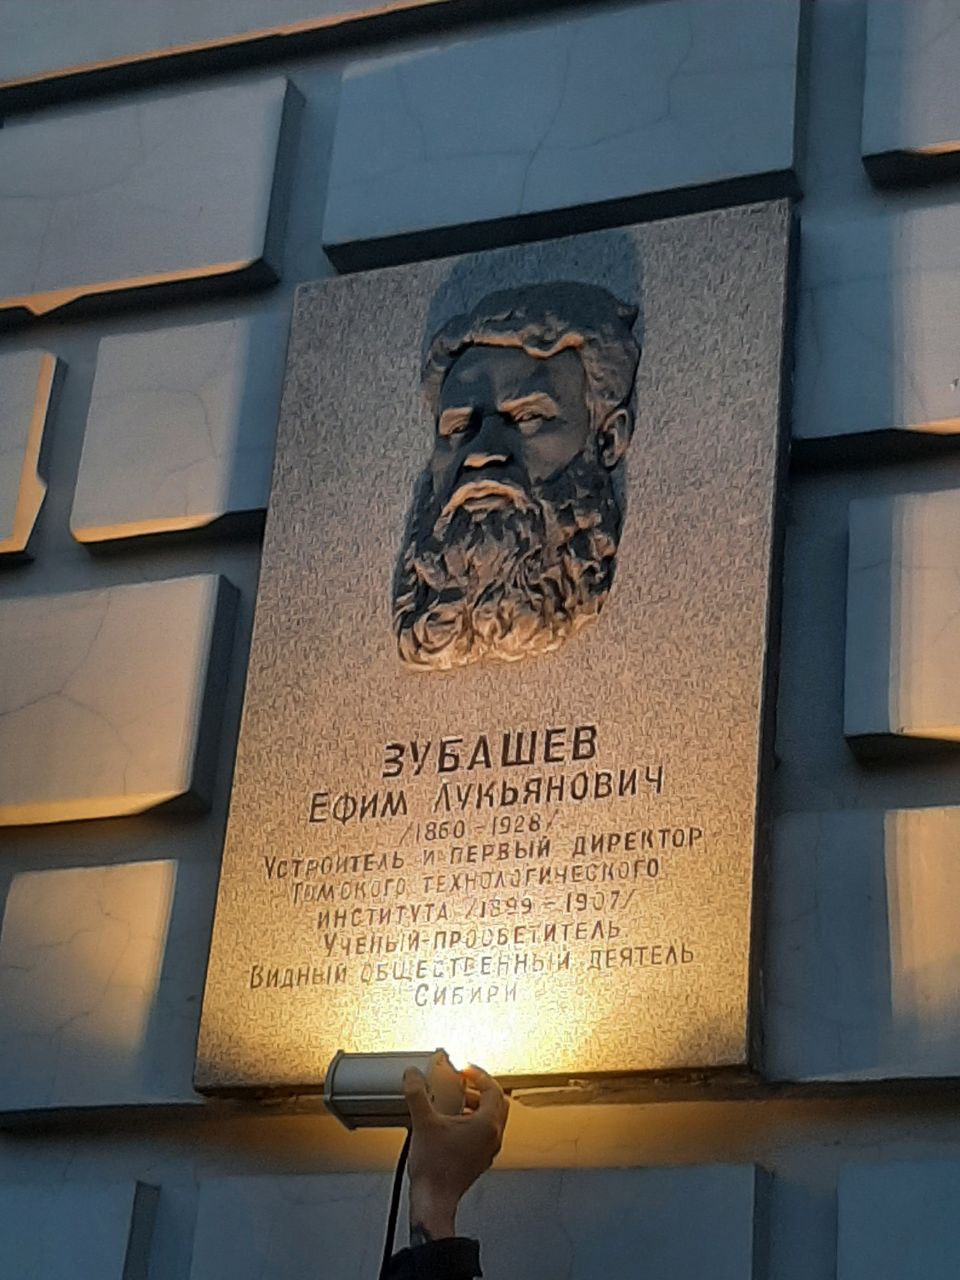 ЗУБАШЕВ
ЕФИМ ЛУКЬЯНОВИЧ
/1860-1928/
УСТРОИТЕЛЬ И ПЕРВЫЙ ДИРЕКТОР
ТОМСКОГО ТЕХНОЛОГИЧЕСКОГО
ИНСТИТУТА /1899-1907/
УЧЕНЫЙ-ПРОСВЕТИТЕЛЬ
ВИДНЫЙ ОБЩЕСТВЕННЫЙ ДЕЯТЕЛЬ
СИБИРИ